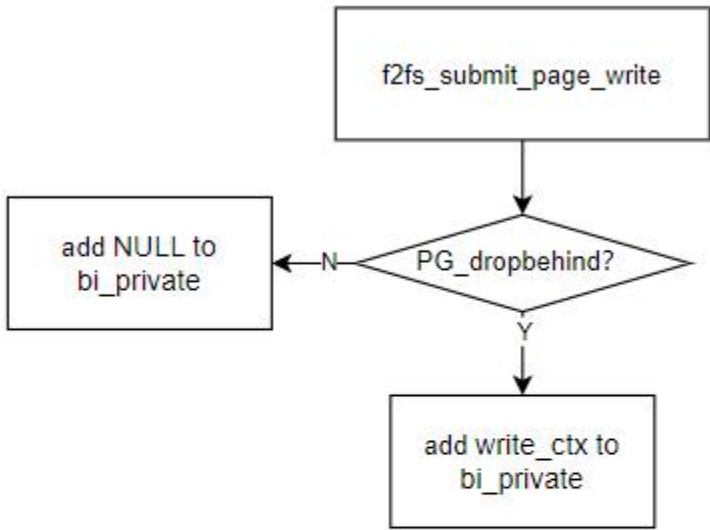 f2fs_submit_page_write
add NULL to
bi_private
N
PG_dropbehind?
Y
add write_ctx to
bi_private